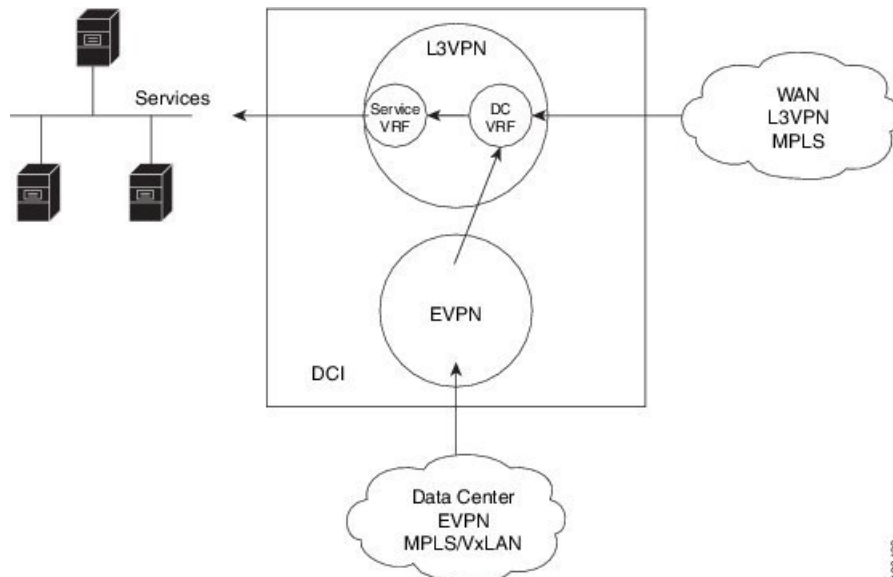 L3VPN
Services
Service
VRF
DC
VRF
WAN
L3VPN
MPLS
EVPN
DCI
Data Center
EVPN
MPLS/VxLAN